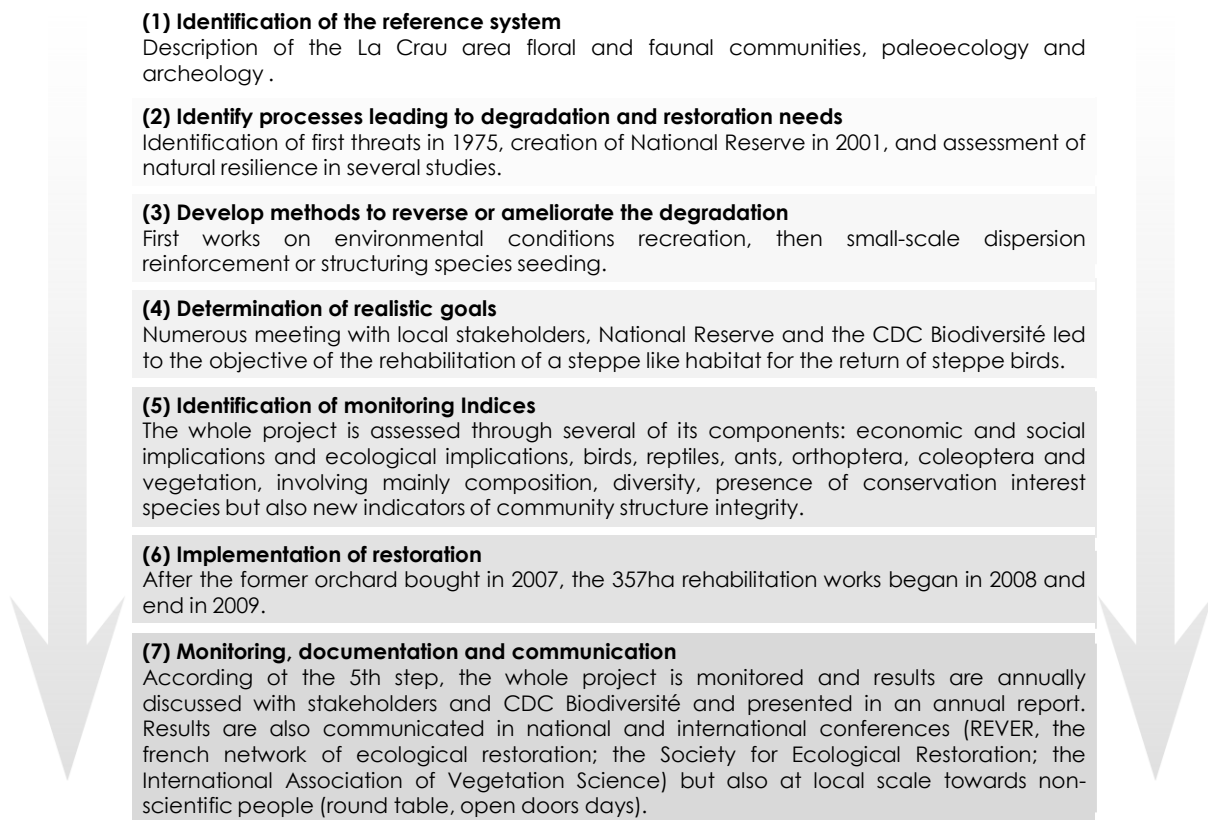 (1) Identification of the reference system
Description of the La Crau area floral and faunal communities, paleoecology and
archeology .
(2) Identify processes leading to degradation and restoration needs
Identification of first threats in 1975, creation of National Reserve in 2001, and assessment of
natural resilience in several studies.
(3) Develop methods to reverse or ameliorate the degradation
First works on environmental conditions recreation, then small-scale dispersion
reinforcement or structuring species seeding.
(4) Determination of realistic goals
Numerous meeting with local stakeholders, National Reserve and the CDC Biodiversité led
to the objective of the rehabilitation of a steppe like habitat for the return of steppe birds.
(5) Identification of monitoring Indices
The whole project is assessed through several of its components: economic and social
implications and ecological implications, birds, reptiles, ants, orthoptera, coleoptera and
vegetation, involving mainly composition, diversity, presence of conservation interest
species but also new indicators of community structure integrity.
(6) Implementation of restoration
After the former orchard bought in 2007, the 357ha rehabilitation works began in 2008 and
end in 2009.
(7) Monitoring, documentation and communication
According ot the 5th step, the whole project is monitored and results are annually
discussed with stakeholders and CDC Biodiversité and presented in an annual report.
Results are also communicated in national and international conferences (REVER, the
french network of ecological restoration; the Society for Ecological Restoration; the
International Association of Vegetation Science) but also at local scale towards non-
scientific people (round table, open doors days).